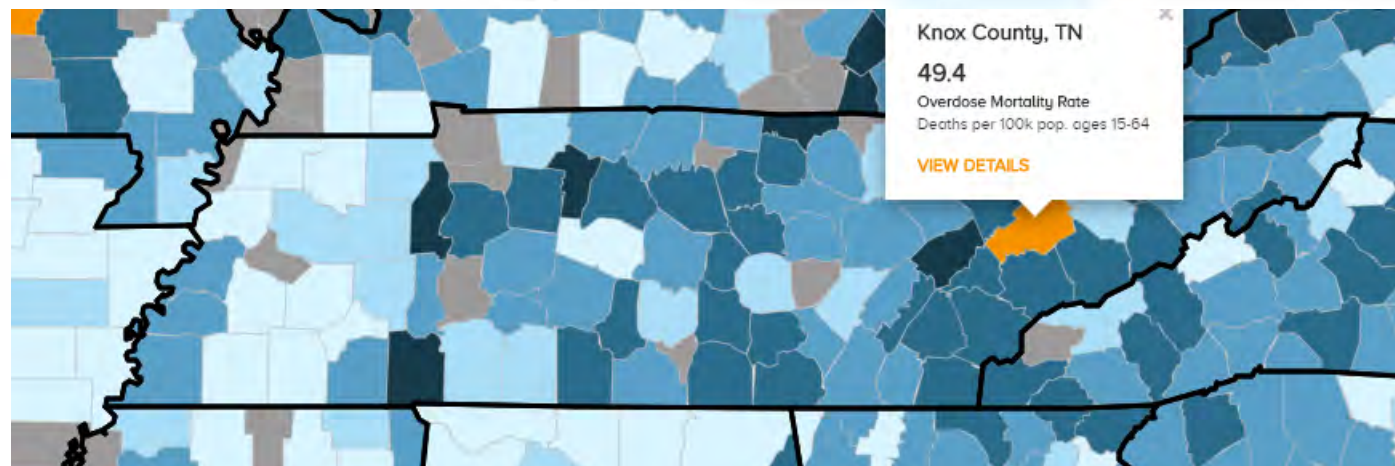 Knox County, TN
49.4
Overdose Mortality Rate
Deaths per 100k pop. ages 15-64
VIEW DETAILS